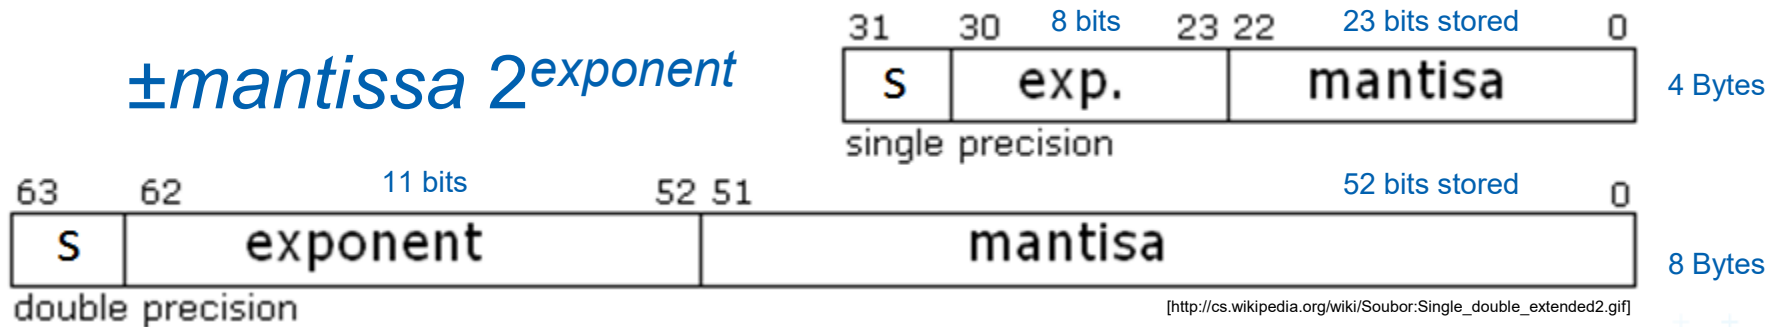 31 30 8 bits 23 22 23 bits stored 0
±mantissa 2^exponent
S exp. mantisa 4 Bytes
single precision
63 62 11 bits 52 51 52 bits stored 0
S exponent mantisa 8 Bytes
double precision
[http://cs.wikipedia.org/wiki/Soubor:Single_double_extended2.gif]